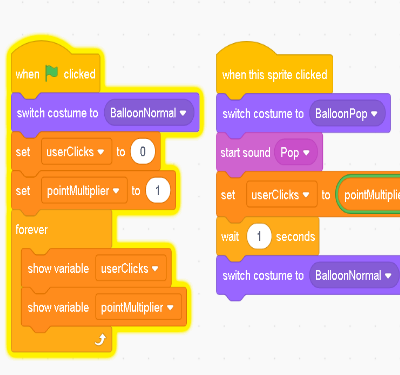 when clicked
switch costume to BalloonNormal
set userClicks to 0
set pointMultiplier to 1
forever
show variable userClicks
show variable pointMultiplier
when this sprite clicked
switch costume to BalloonPop
start sound Pop
set userClicks to pointMultiplie
wait 1 seconds
switch costume to BalloonNormal